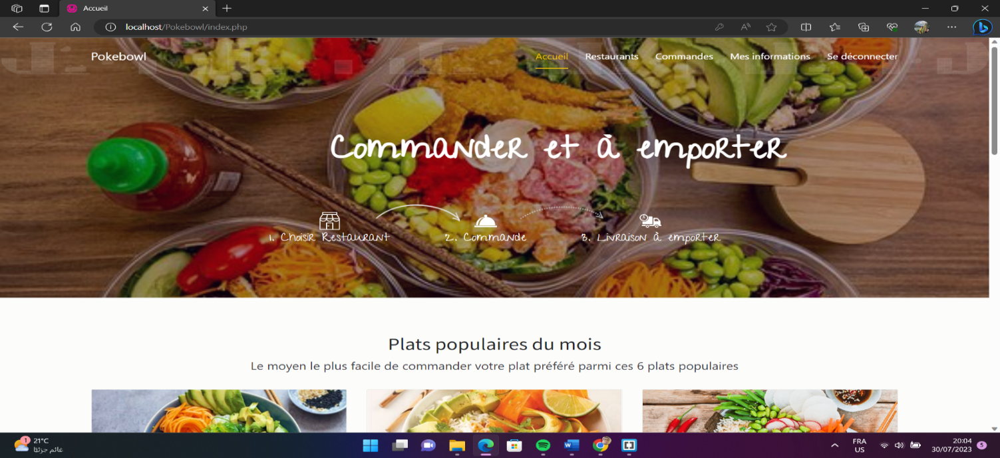 Accueil
localhost/Pokebowl/index.php
Pokebowl
Accueil
Restaurants
Commandes
Mes informations
Se déconnecter
Commander et à emporter
1. Choisir Restaurant
2. Commande
3. Livraison à emporter
Plats populaires du mois
Le moyen le plus facile de commander votre plat préféré parmi ces 6 plats populaires
1
21°C
غائم جزئيًا
FRA
US
20:04
30/07/2023
5